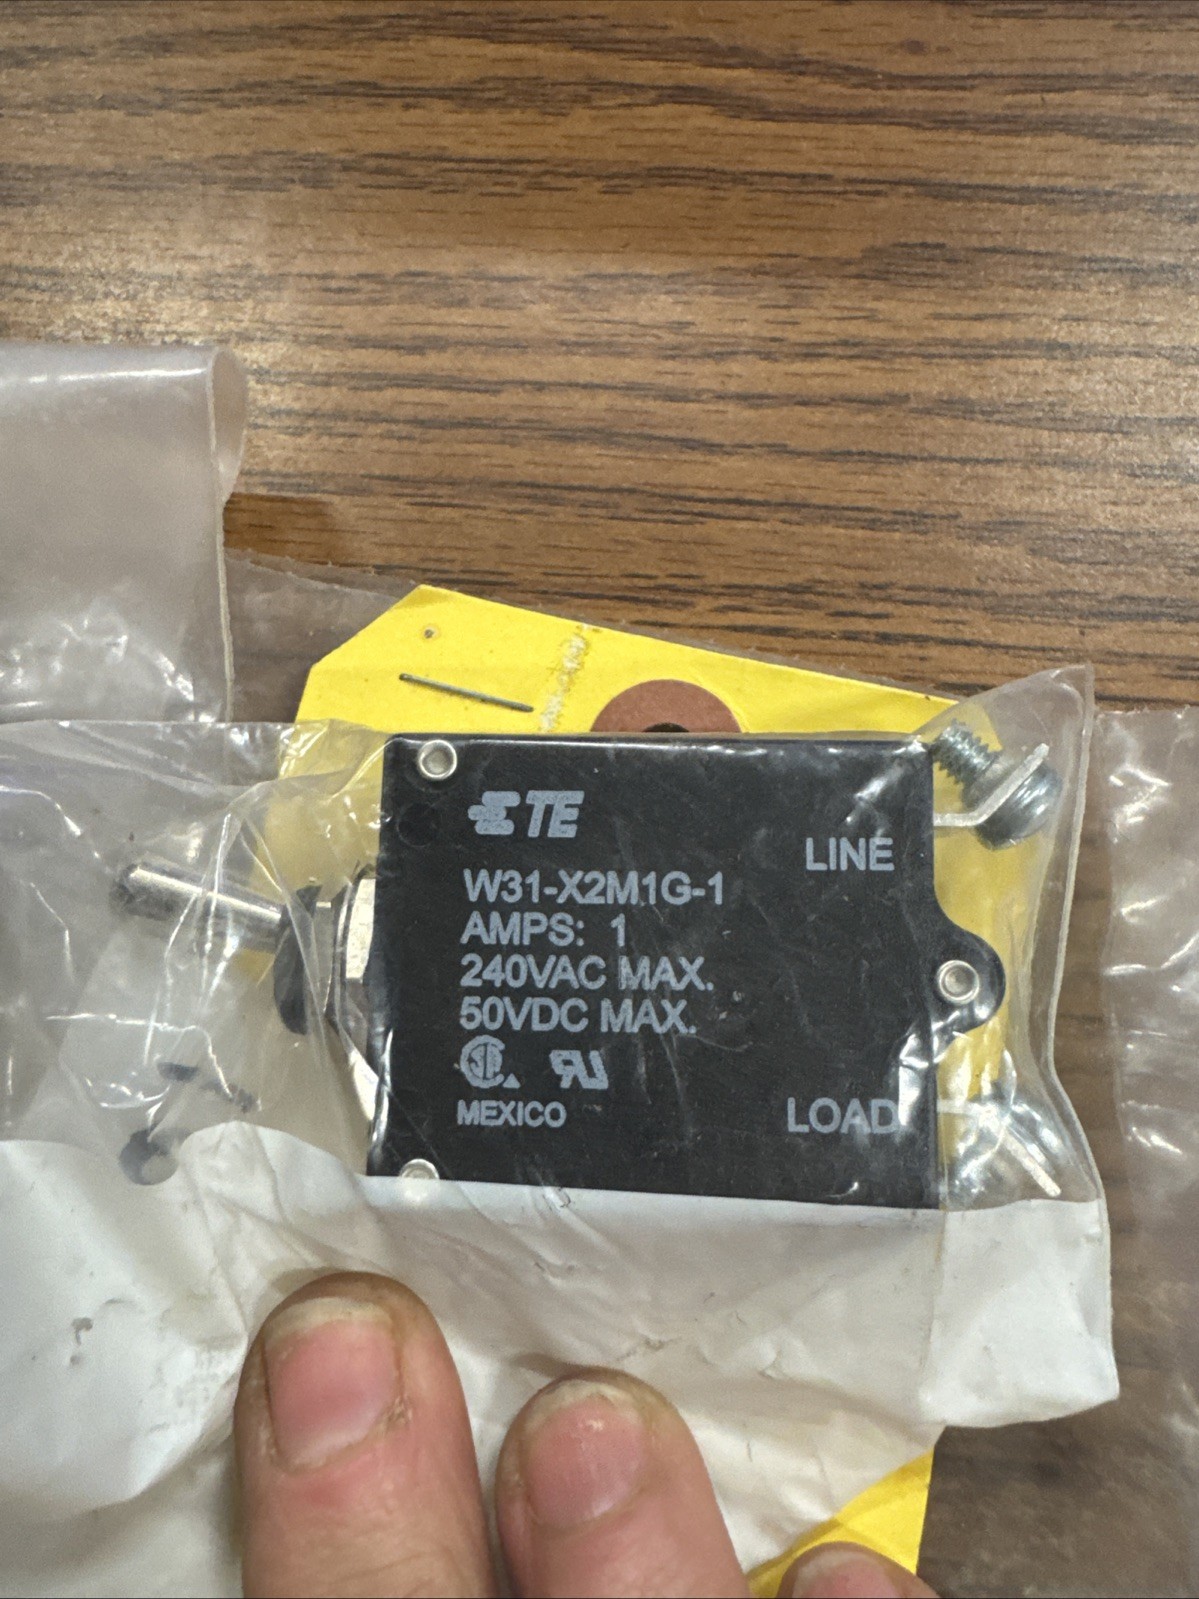 TE
LINE
W31-X2M1G-1
AMPS: 1
240VAC MAX.
50VDC MAX.
MEXICO
LOAD